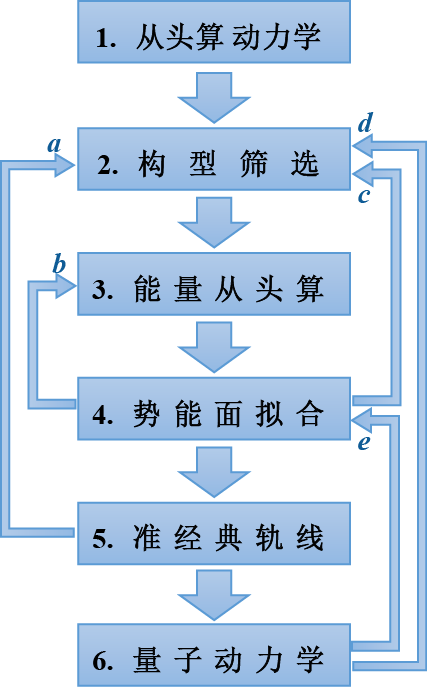 1. 从头算动力学
d
a
2. 构型筛选
c
b
3. 能量从头算
4. 势能面拟合
e
5. 准经典轨线
6. 量子动力学